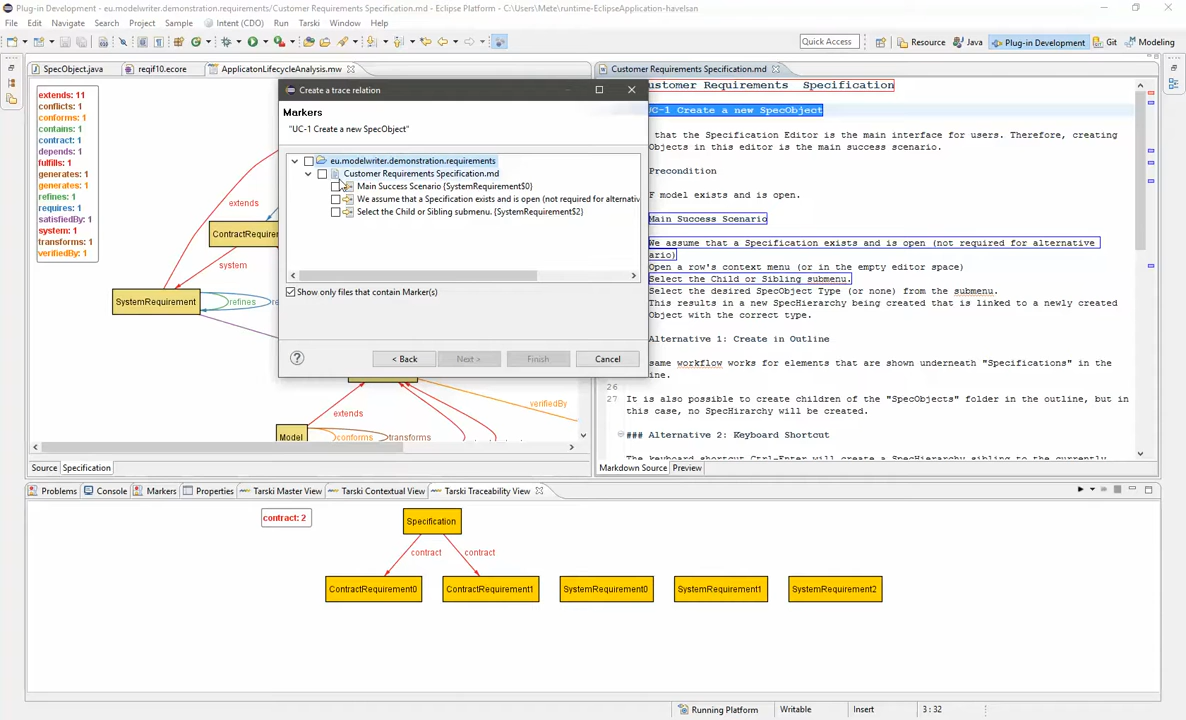 Plug-in Development - eu.modelwriter.demonstration.requirements/Customer Requirements Specification.md - Eclipse Platform - C:\Users\Mete\runtime-EclipseApplication-havelsan
File Edit Navigate Search Project Sample Intent (CDO) Run Tarski Window Help
Quick Access
Resource Java Plug-in Development Git Modeling
SpecObject.java reqif10.ecore ApplicatonLifecycleAnalysis.mw
Customer Requirements Specification.md
extends: 11
conflicts: 1
conforms: 1
contains: 1
contract: 1
depends: 1
fulfills: 1
generates: 1
generates: 1
refines: 1
requires: 1
satisfiedBy: 1
system: 1
transforms: 1
verifiedBy: 1
extends
ContractRequireme
system
SystemRequirement
refines
extends
Model
conforms
transforms
verifiedBy
Create a trace relation
Markers
"UC-1 Create a new SpecObject"
eu.modelwriter.demonstration.requirements
Customer Requirements Specification.md
Main Success Scenario {SystemRequirement$0}
We assume that a Specification exists and is open (not required for alternativ
Select the Child or Sibling submenu. {SystemRequirement$2}
Show only files that contain Marker(s)
< Back Next > Finish Cancel
ustomer Requirements Specification
UC-1 Create a new SpecObject
that the Specification Editor is the main interface for users. Therefore, creating
Objects in this editor is the main success scenario.
Precondition
F model exists and is open.
Main Success Scenario
We assume that a Specification exists and is open (not required for alternative
ario)
Open a row's context menu (or in the empty editor space)
Select the Child or Sibling submenu.
Select the desired SpecObject Type (or none) from the submenu.
This results in a new SpecHierarchy being created that is linked to a newly created
Object with the correct type.
Alternative 1: Create in Outline
same workflow works for elements that are shown underneath "Specifications" in the
ne.
26
27 It is also possible to create children of the "SpecObjects" folder in the outline, but in
this case, no SpecHirarchy will be created.
### Alternative 2: Keyboard Shortcut
The keyboard shortcut Ctrl-Enter will create a SpecHierarchy sibling to the currently
Source Specification
Markdown Source Preview
Problems Console Markers Properties Tarski Master View Tarski Contextual View Tarski Traceability View
contract: 2
Specification
contract contract
ContractRequirement0 ContractRequirement1 SystemRequirement0 SystemRequirement1 SystemRequirement2
Running Platform Writable Insert 3 : 32